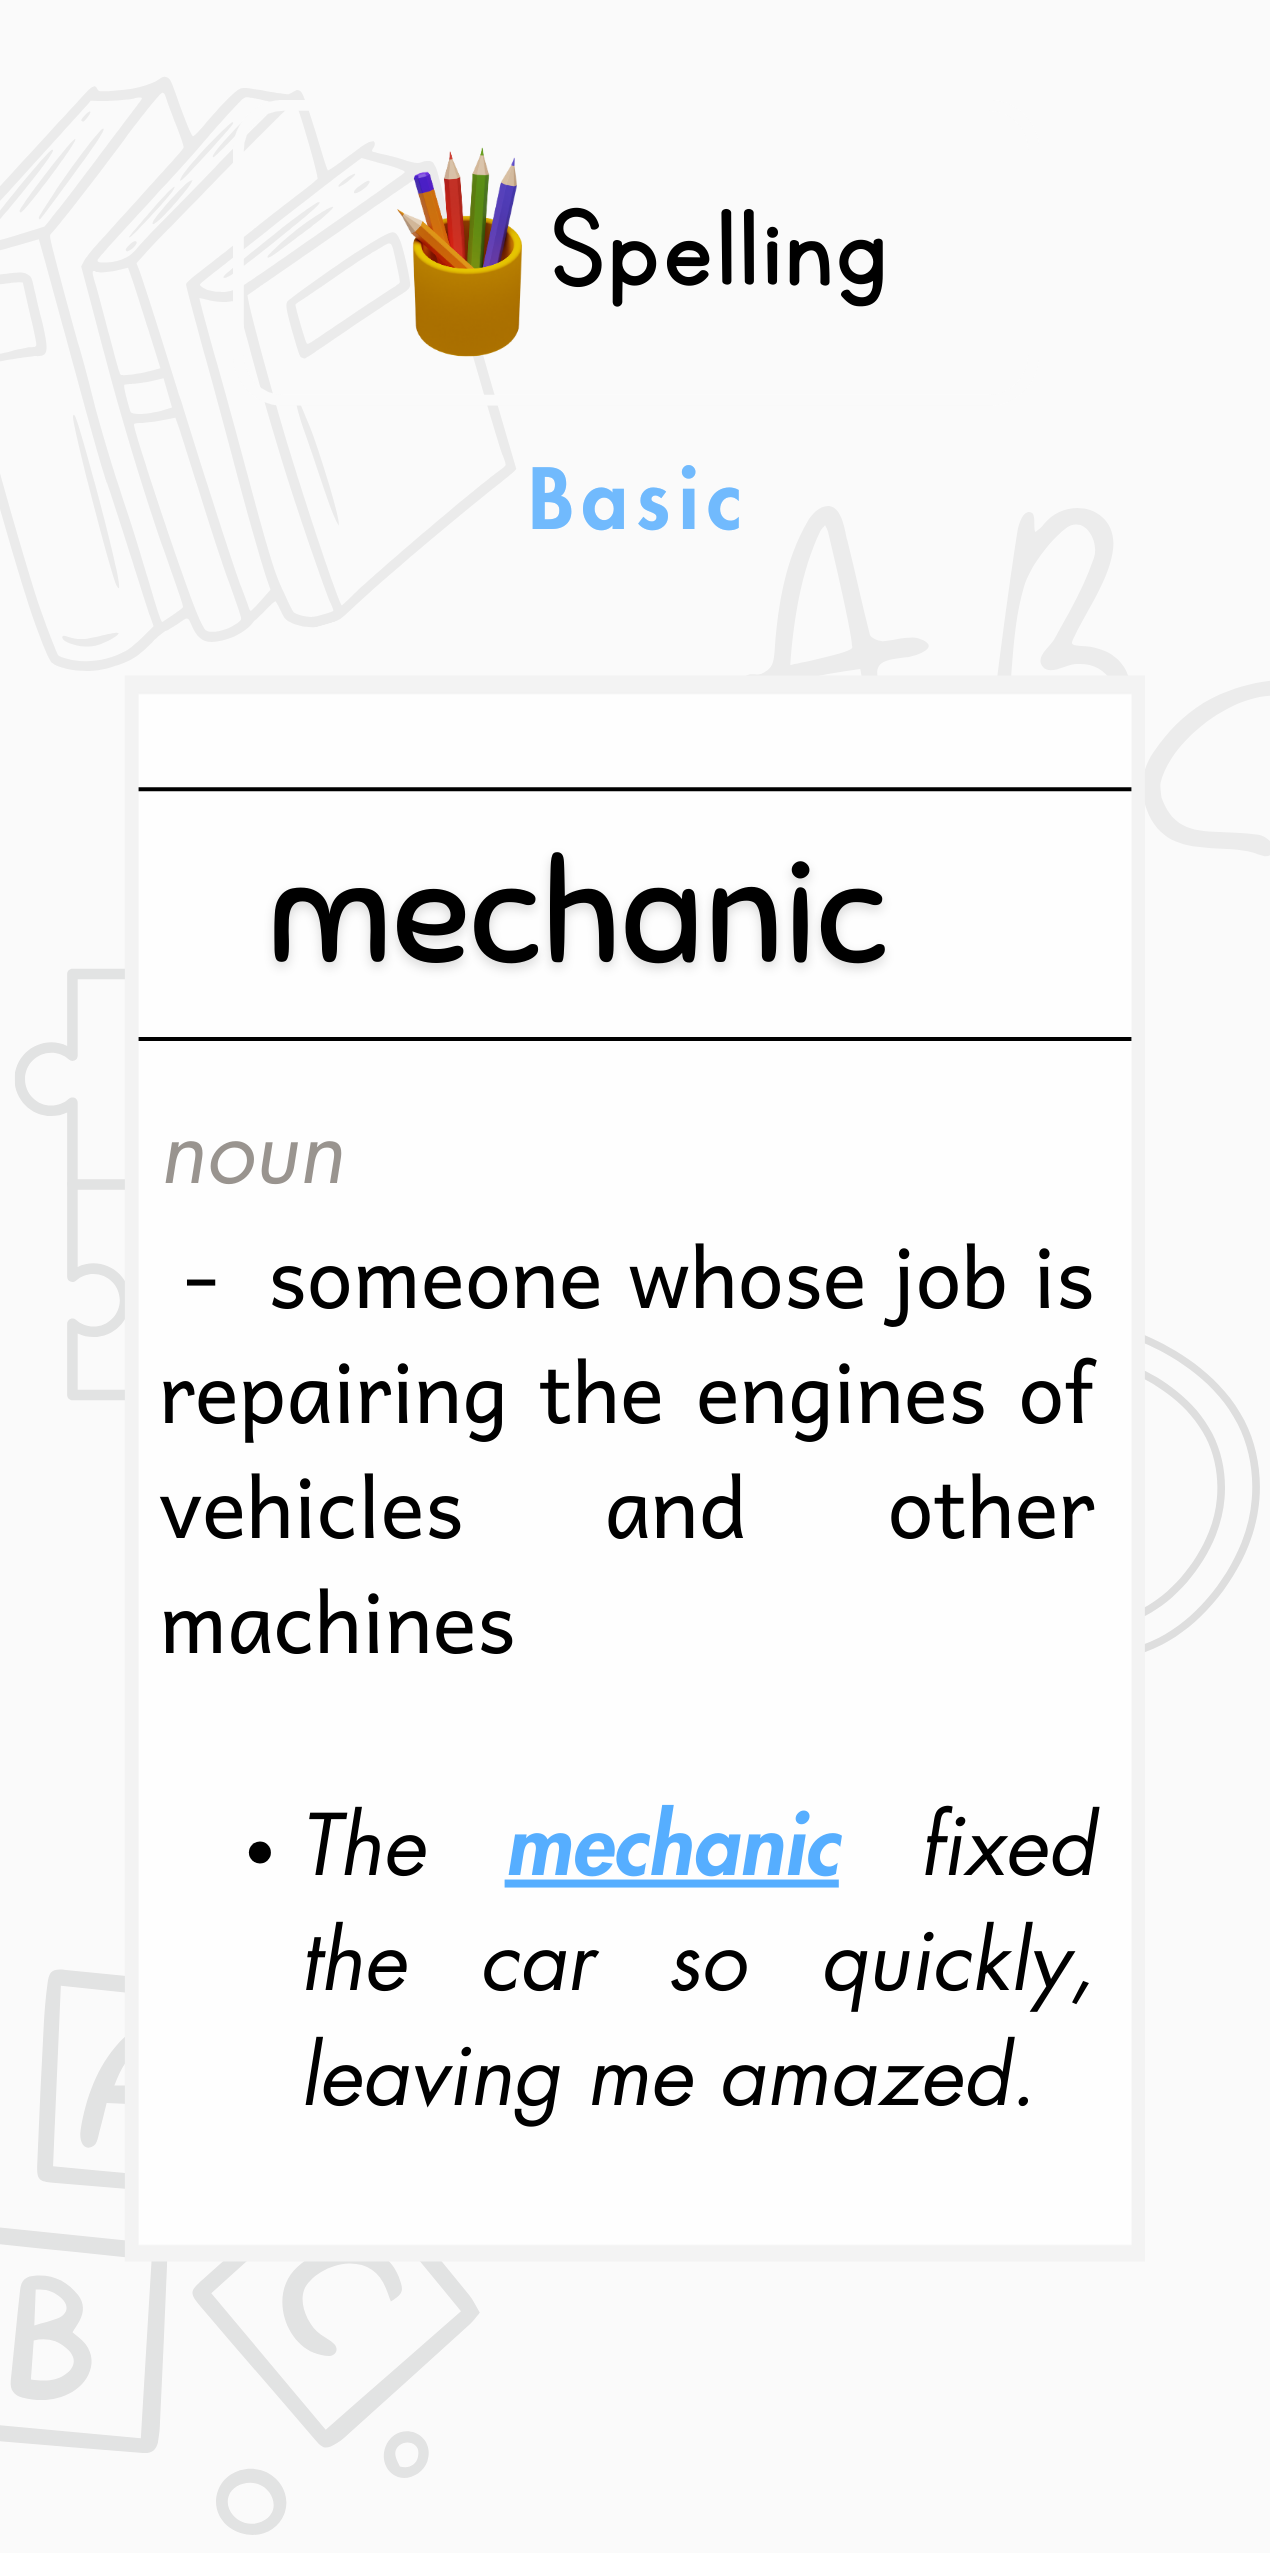 Spelling
Basic
A B
mechanic
noun
- someone whose job is
repairing the engines of
vehicles and other
machines
• The mechanic fixed
the car so quickly,
leaving me amazed.
A
B
C